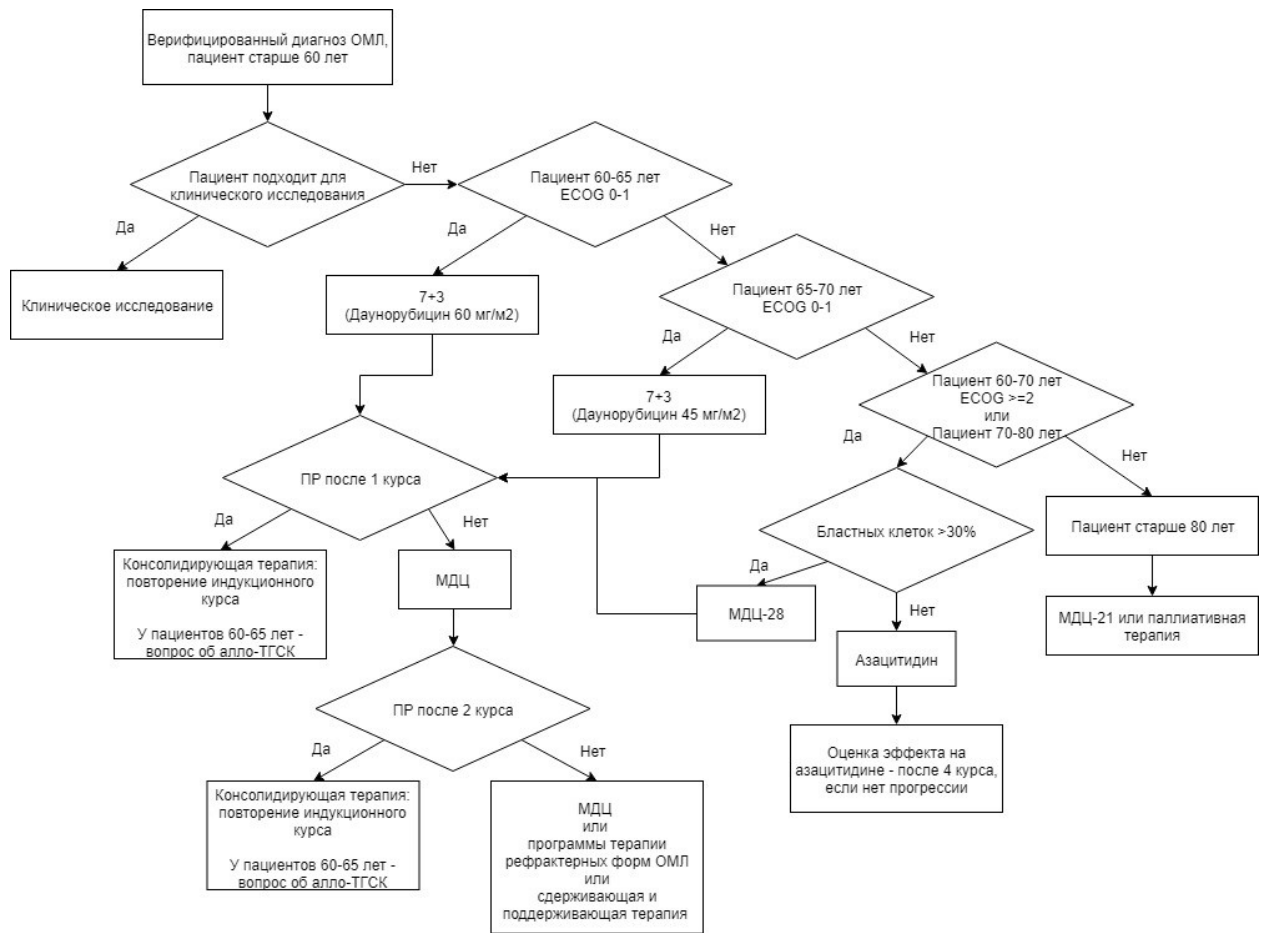 Верифицированный диагноз ОМЛ,
пациент старше 60 лет
Пациент подходит для
клинического исследования
Нет
Пациент 60-65 лет
ECOG 0-1
Да
Клиническое исследование
Да
7+3
(Даунорубицин 60 мг/м2)
Нет
Пациент 65-70 лет
ECOG 0-1
Да
7+3
(Даунорубицин 45 мг/м2)
Нет
Пациент 60-70 лет
ECOG >=2
или
Пациент 70-80 лет
Да
Нет
Бластных клеток >30%
Пациент старше 80 лет
МДЦ-21 или паллиативная
терапия
Да
МДЦ-28
Нет
Азацитидин
Оценка эффекта на
азацитидине - после 4 курса,
если нет прогрессии
ПР после 1 курса
Да
Консолидирующая терапия:
повторение индукционного
курса
У пациентов 60-65 лет -
вопрос об алло-ТГСК
Нет
МДЦ
ПР после 2 курса
Да
Консолидирующая терапия:
повторение индукционного
курса
У пациентов 60-65 лет -
вопрос об алло-ТГСК
Нет
МДЦ
или
программы терапии
рефрактерных форм ОМЛ
или
сдерживающая и
поддерживающая терапия